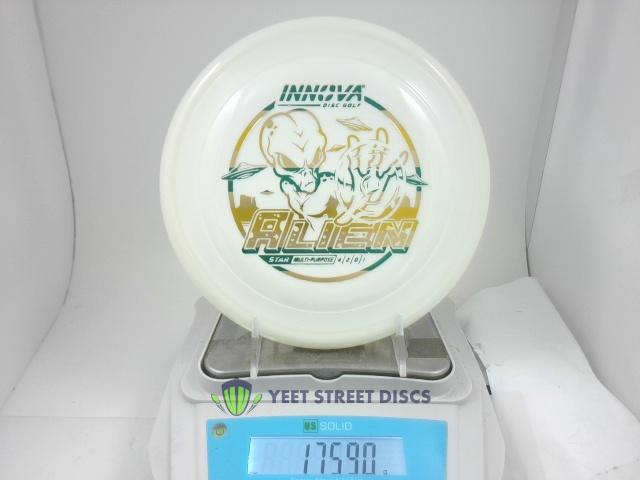 INNOVA
DISC GOLF
ALIEN
STAR MULTI-PURPOSE 4/2/0/1
YEET STREET DISCS
US SOLID
175.90 g